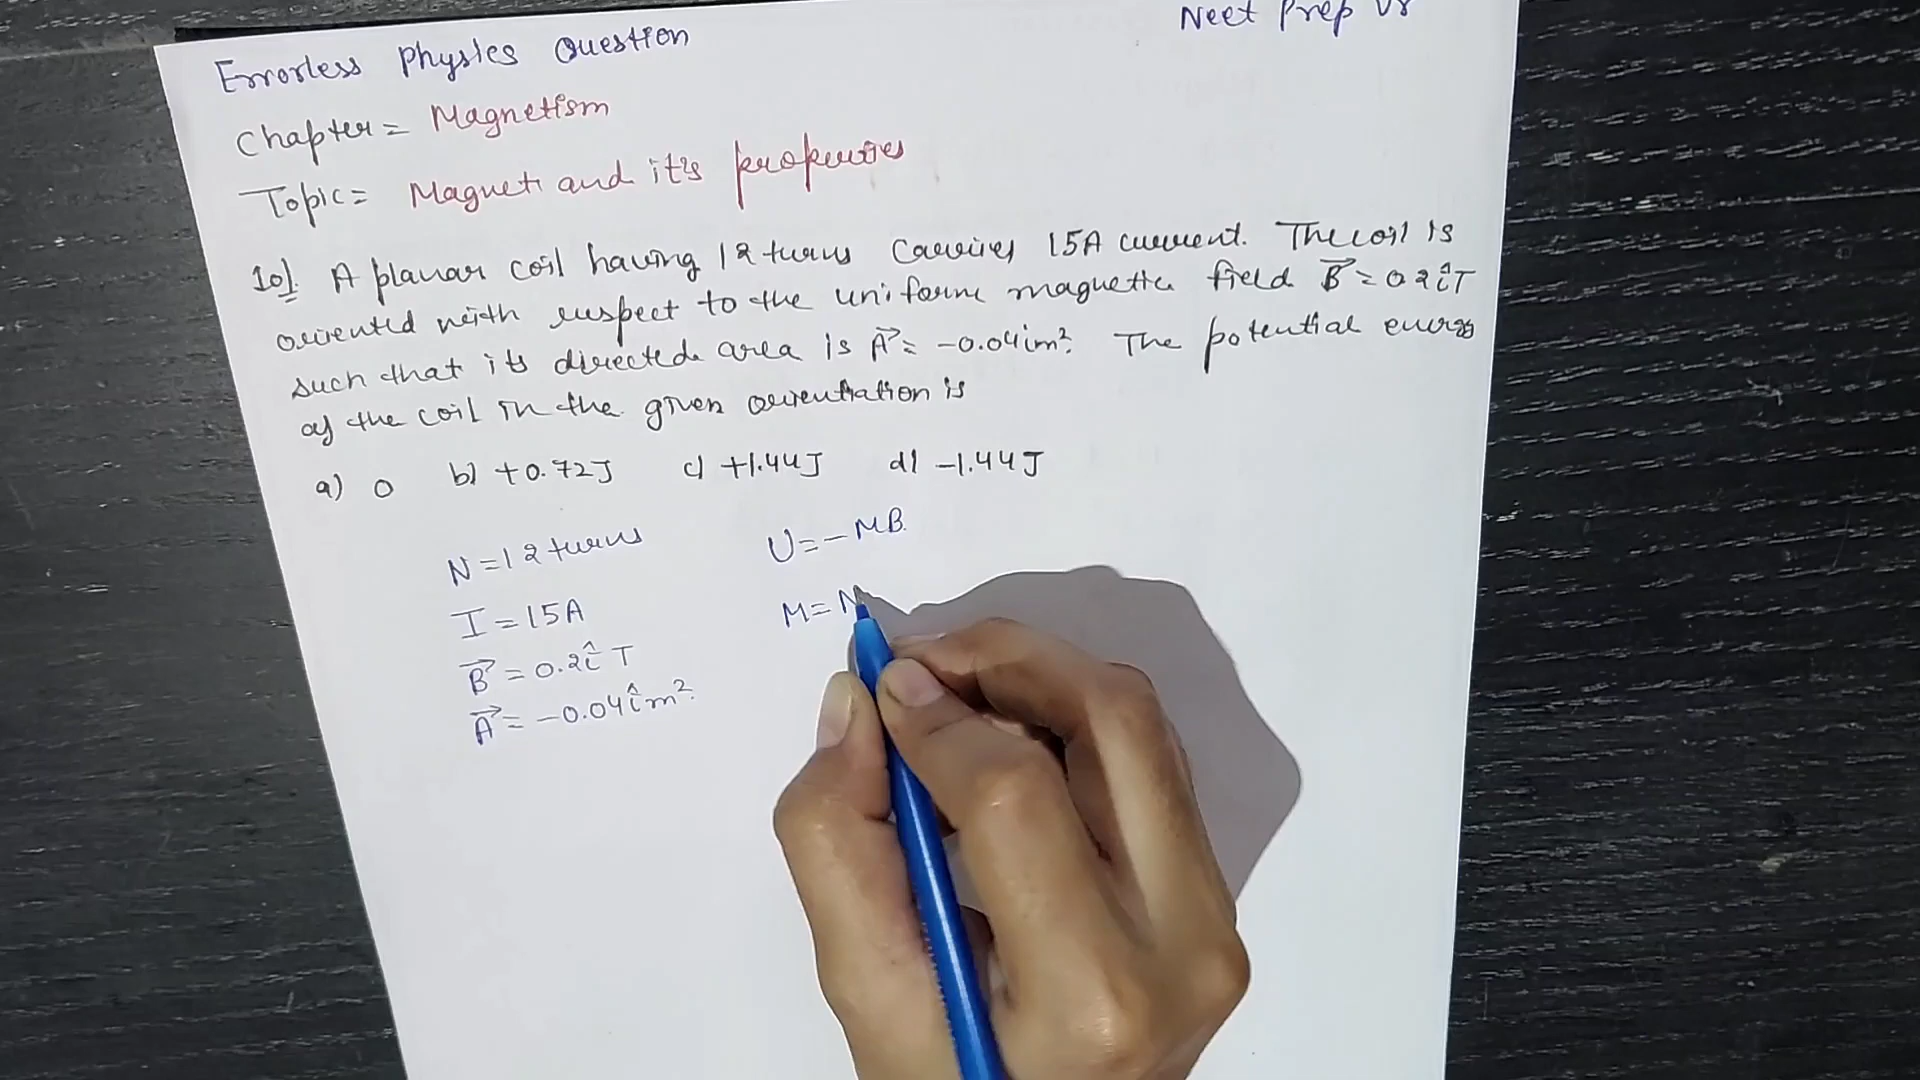 Neet Prep Vs
Errorless Physics Question
Chapter = Magnetism
Topic = Magnet and it's properties
10]. A planar coil having 12 turns carries 15A current. The coil is
oriented with respect to the uniform magnetic field B⃗ = 0.2îT
such that its directed area is A⃗ = -0.04îm². The potential energy
of the coil in the given orientation is
a) 0 b) +0.72J c) +1.44J d) -1.44J
N = 12 turns U = - MB
I = 15A M = N
B⃗ = 0.2î T
A⃗ = -0.04îm².